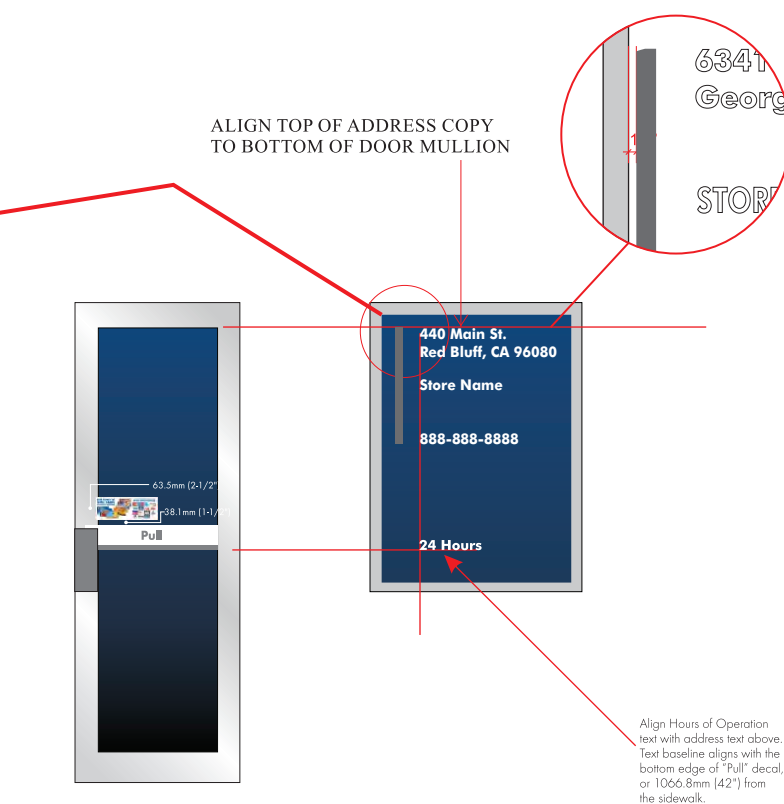 6341
Georg
1
STOR
ALIGN TOP OF ADDRESS COPY
TO BOTTOM OF DOOR MULLION
440 Main St.
Red Bluff, CA 96080
Store Name
888-888-8888
24 Hours
63.5mm (2-1/2")
38.1mm (1-1/2")
Pull
Align Hours of Operation
text with address text above.
Text baseline aligns with the
bottom edge of "Pull" decal,
or 1066.8mm (42") from
the sidewalk.